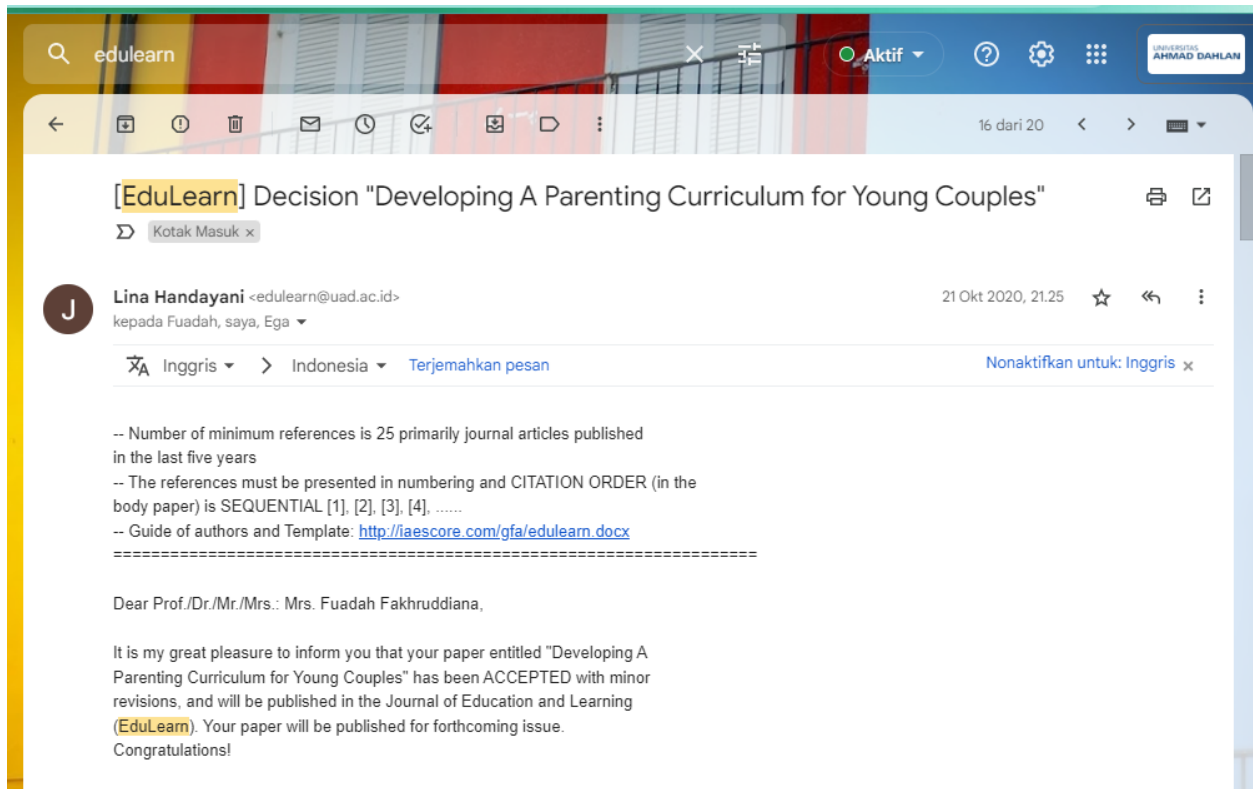 edulearn
Aktif
UNIVERSITAS
AHMAD DAHLAN
16 dari 20
[EduLearn] Decision "Developing A Parenting Curriculum for Young Couples"
Kotak Masuk ×
J
Lina Handayani <edulearn@uad.ac.id>
21 Okt 2020, 21.25
kepada Fuadah, saya, Ega
Inggris
Indonesia
Terjemahkan pesan
Nonaktifkan untuk: Inggris ×
-- Number of minimum references is 25 primarily journal articles published
in the last five years
-- The references must be presented in numbering and CITATION ORDER (in the
body paper) is SEQUENTIAL [1], [2], [3], [4], ......
-- Guide of authors and Template: http://iaescore.com/gfa/edulearn.docx
====================================================================
Dear Prof./Dr./Mr./Mrs.: Mrs. Fuadah Fakhruddiana,
It is my great pleasure to inform you that your paper entitled "Developing A
Parenting Curriculum for Young Couples" has been ACCEPTED with minor
revisions, and will be published in the Journal of Education and Learning
(EduLearn). Your paper will be published for forthcoming issue.
Congratulations!